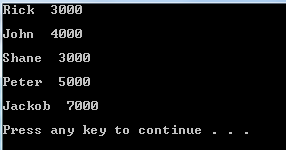 Rick  3000
John  4000
Shane  3000
Peter  5000
Jackob  7000
Press any key to continue . . .